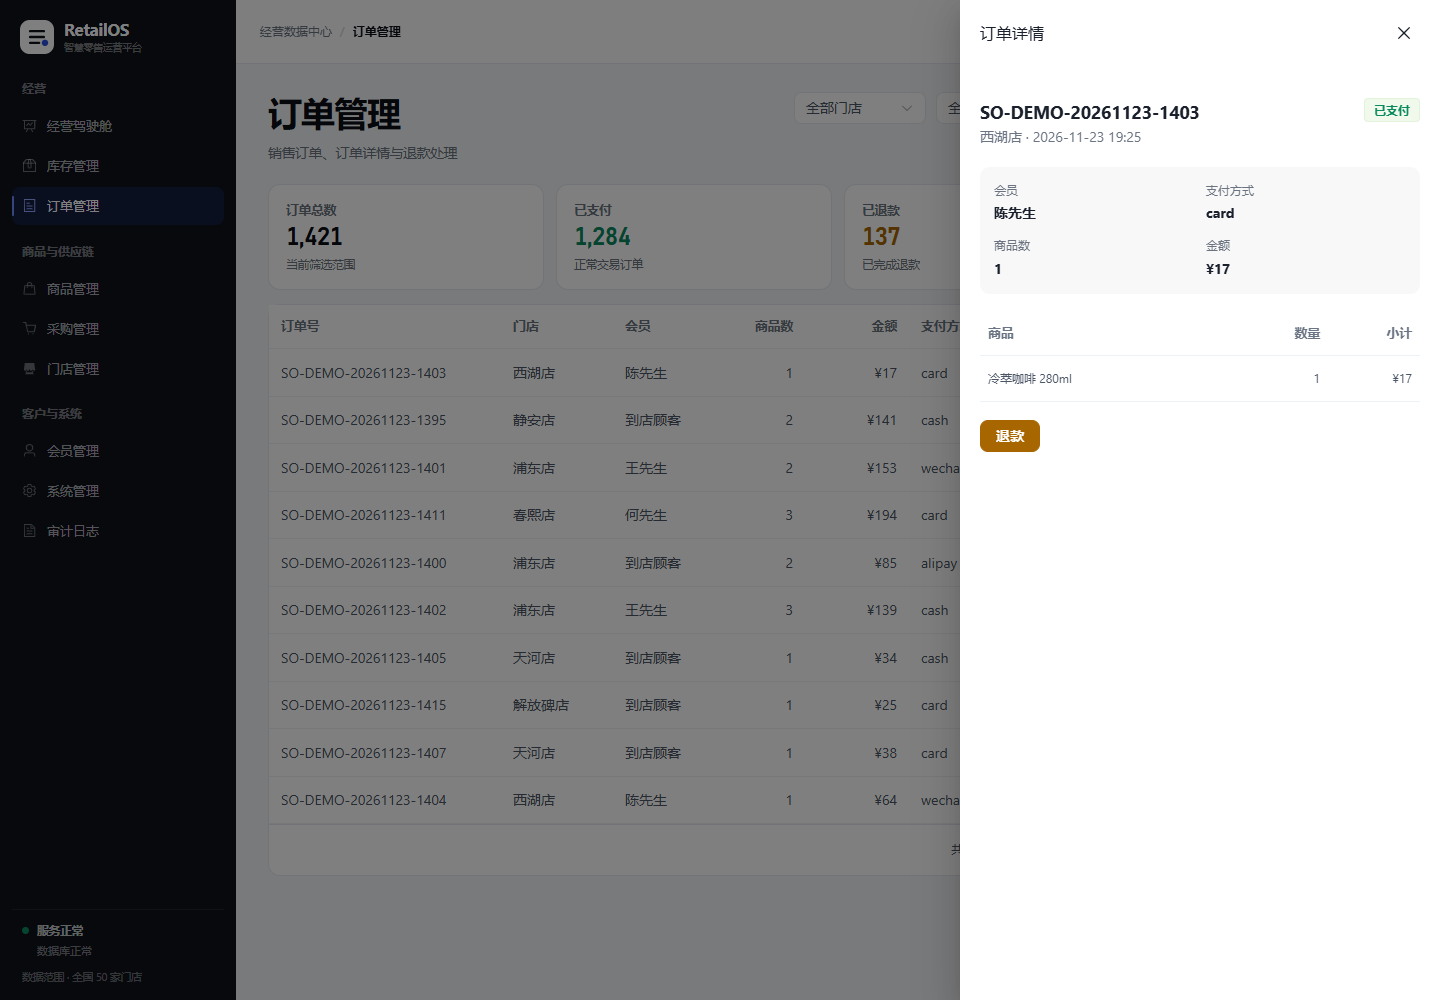 RetailOS
智慧零售运营平台
经营
经营驾驶舱
库存管理
订单管理
商品与供应链
商品管理
采购管理
门店管理
客户与系统
会员管理
系统管理
审计日志
服务正常
数据库正常
数据范围 · 全国 50 家门店
经营数据中心 / 订单管理
订单管理
销售订单、订单详情与退款处理
全部门店
全
订单总数
1,421
当前筛选范围
已支付
1,284
正常交易订单
已退款
137
已完成退款
订单号 门店 会员 商品数 金额 支付方
SO-DEMO-20261123-1403 西湖店 陈先生 1 ¥17 card
SO-DEMO-20261123-1395 静安店 到店顾客 2 ¥141 cash
SO-DEMO-20261123-1401 浦东店 王先生 2 ¥153 wecha
SO-DEMO-20261123-1411 春熙店 何先生 3 ¥194 card
SO-DEMO-20261123-1400 浦东店 到店顾客 2 ¥85 alipay
SO-DEMO-20261123-1402 浦东店 王先生 3 ¥139 cash
SO-DEMO-20261123-1405 天河店 到店顾客 1 ¥34 cash
SO-DEMO-20261123-1415 解放碑店 到店顾客 1 ¥25 card
SO-DEMO-20261123-1407 天河店 到店顾客 1 ¥38 card
SO-DEMO-20261123-1404 西湖店 陈先生 1 ¥64 wecha
共
订单详情
SO-DEMO-20261123-1403
已支付
西湖店 · 2026-11-23 19:25
会员 支付方式
陈先生 card
商品数 金额
1 ¥17
商品 数量 小计
冷萃咖啡 280ml 1 ¥17
退款